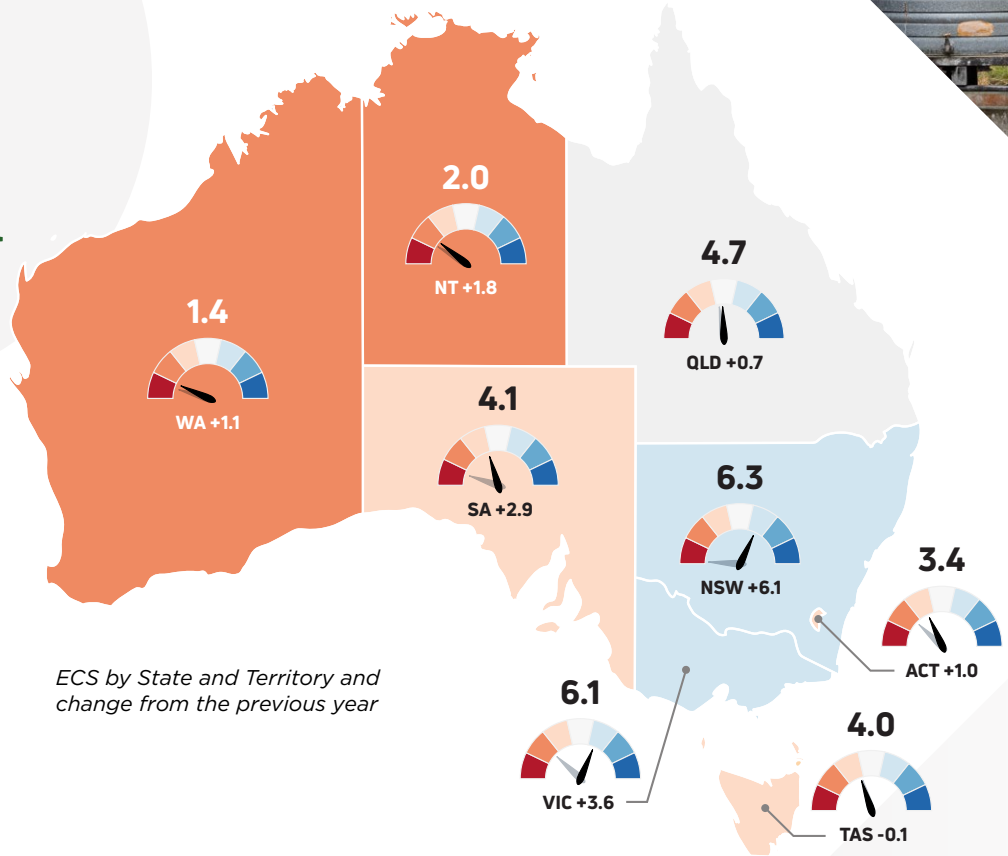 2.0
NT +1.8
4.7
QLD +0.7
1.4
WA +1.1
4.1
SA +2.9
6.3
NSW +6.1
3.4
ACT +1.0
ECS by State and Territory and
change from the previous year
6.1
VIC +3.6
4.0
TAS -0.1